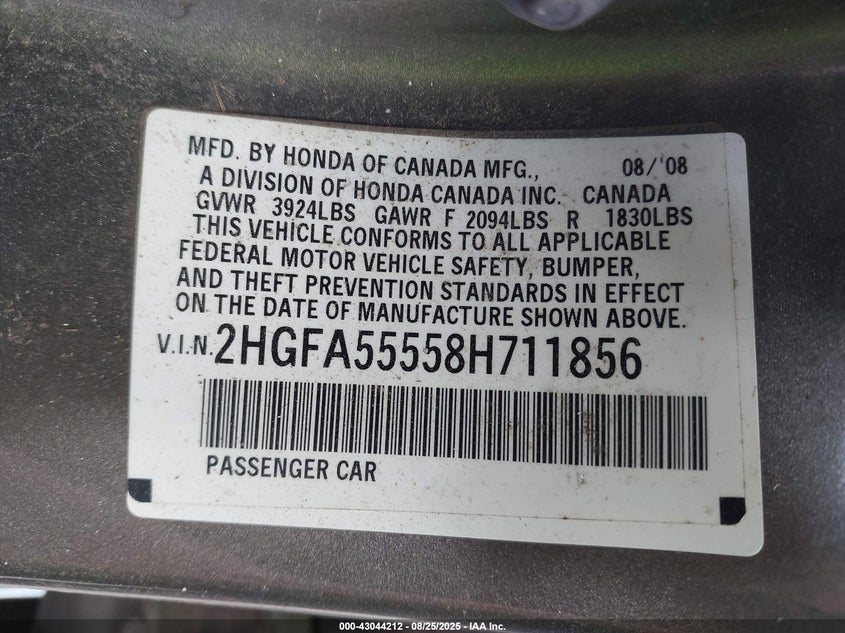 MFD. BY HONDA OF CANADA MFG., 08/'08
A DIVISION OF HONDA CANADA INC. CANADA
GVWR 3924LBS GAWR F 2094LBS R 1830LBS
THIS VEHICLE CONFORMS TO ALL APPLICABLE
FEDERAL MOTOR VEHICLE SAFETY, BUMPER,
AND THEFT PREVENTION STANDARDS IN EFFECT
ON THE DATE OF MANUFACTURE SHOWN ABOVE.
V.I.N. 2HGFA55558H711856
PASSENGER CAR
000-43044212 - 08/25/2025 - IAA Inc.